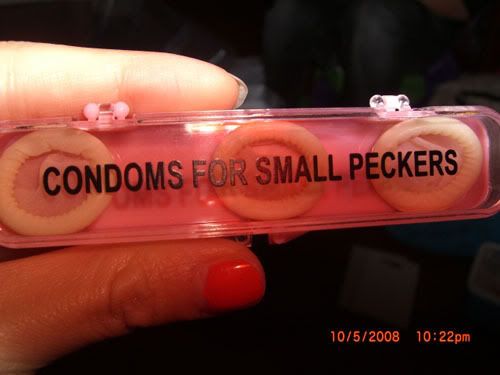 CONDOMS FOR SMALL PECKERS
10/5/2008 10:22pm